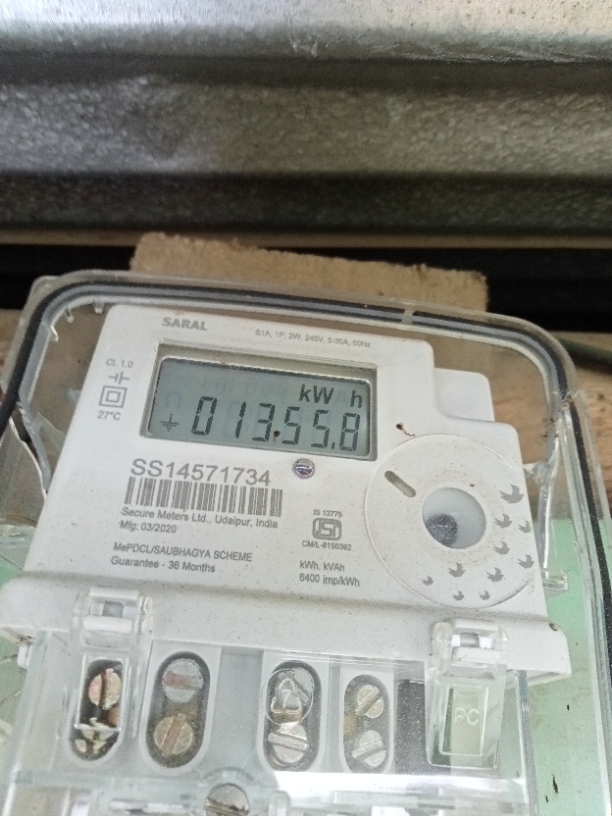 SARAL
S1A, 1P, 2W, 240V, 5-30A, 50Hz
CL 1.0
27°C
kW h
013.55.8
SS14571734
Secure Meters Ltd., Udaipur, India
Mfg: 03/2020
IS 13779
CM/L-8150362
MePDCL/SAUBHAGYA SCHEME
Guarantee - 36 Months
kWh, kVAh
6400 imp/kWh
PC